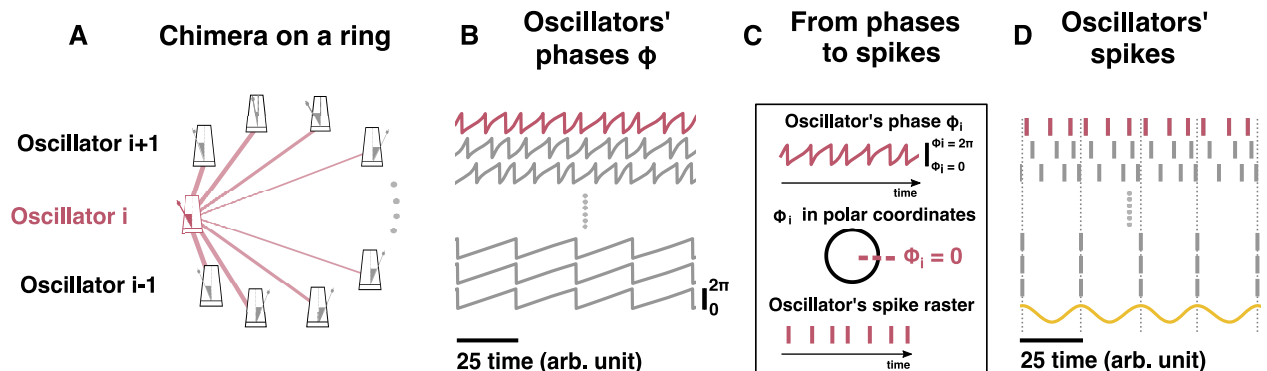 A
Chimera on a ring
Oscillator i+1
Oscillator i
Oscillator i-1
B
Oscillators'
phases ϕ
2π
0
25 time (arb. unit)
C
From phases
to spikes
Oscillator's phase ϕi
Φi = 2π
Φi = 0
time
Φi in polar coordinates
Φi = 0
Oscillator's spike raster
time
D
Oscillators'
spikes
25 time (arb. unit)